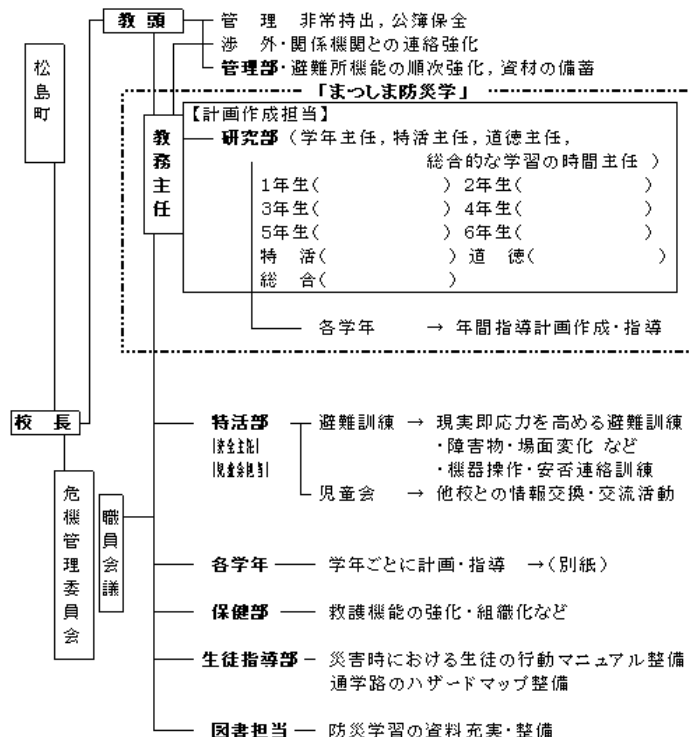 教頭
管　理　非常持出，公簿保全
渉　外・関係機関との連絡強化
管理部・避難所機能の順次強化，資材の備蓄
松島町
「まつしま防災学」
教務主任
【計画作成担当】
研究部（学年主任，特活主任，道徳主任，
総合的な学習の時間主任 ）
1年生(　　　　　　) 2年生(　　　　　　)
3年生(　　　　　　) 4年生(　　　　　　)
5年生(　　　　　　) 6年生(　　　　　　)
特　活(　　　　　　) 道　徳(　　　　　　)
総　合(　　　　　　)
各学年　→ 年間指導計画作成・指導
校　長
特活部　避難訓練 → 現実即応力を高める避難訓練
・障害物・場面変化 など
・機器操作・安否連絡訓練
児童会　→ 他校との情報交換・交流活動
危機管理委員会
職員会議
各学年　学年ごとに計画・指導　→（別紙）
保健部　救護機能の強化・組織化など
生徒指導部　災害時における生徒の行動マニュアル整備
通学路のハザードマップ整備
図書担当　防災学習の資料充実・整備